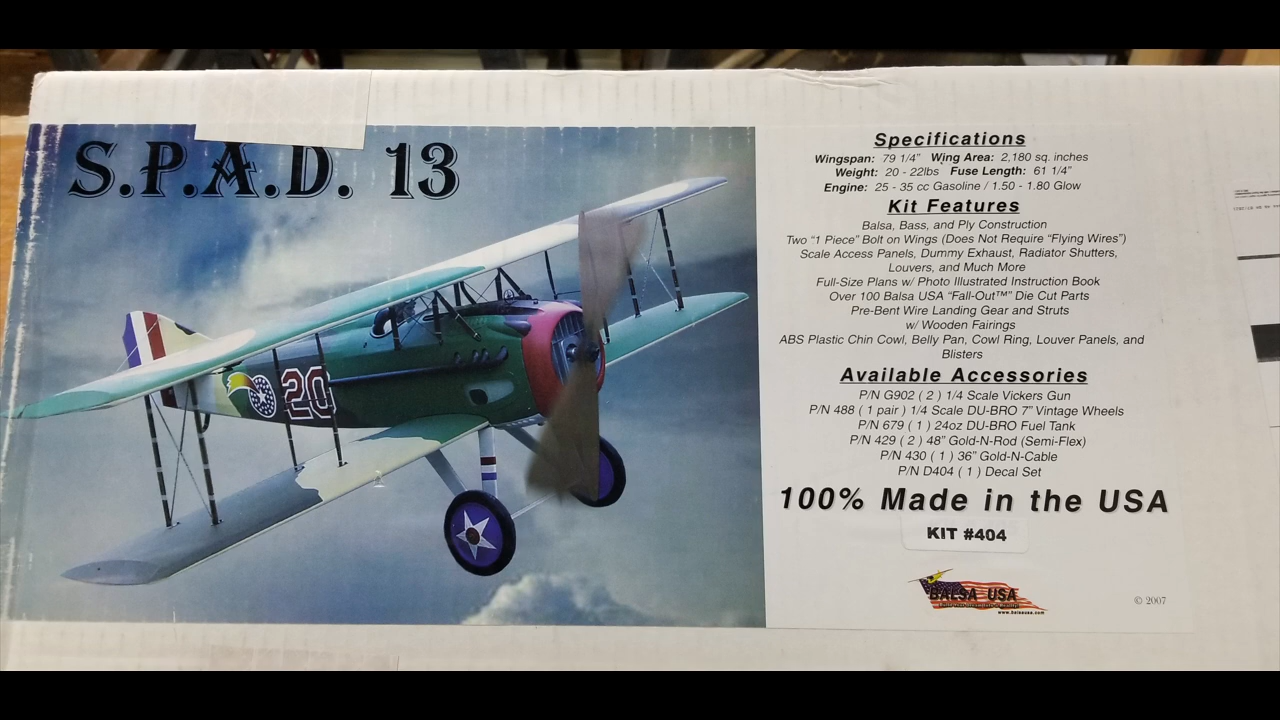 S.P.A.D. 13
20
Specifications
Wingspan: 79 1/4" Wing Area: 2,180 sq. inches
Weight: 20 - 22lbs Fuse Length: 61 1/4"
Engine: 25 - 35 cc Gasoline / 1.50 - 1.80 Glow
Kit Features
Balsa, Bass, and Ply Construction
Two "1 Piece" Bolt on Wings (Does Not Require "Flying Wires")
Scale Access Panels, Dummy Exhaust, Radiator Shutters,
Louvers, and Much More
Full-Size Plans w/ Photo Illustrated Instruction Book
Over 100 Balsa USA "Fall-Out™" Die Cut Parts
Pre-Bent Wire Landing Gear and Struts
w/ Wooden Fairings
ABS Plastic Chin Cowl, Belly Pan, Cowl Ring, Louver Panels, and
Blisters
Available Accessories
P/N G902 ( 2 ) 1/4 Scale Vickers Gun
P/N 488 ( 1 pair ) 1/4 Scale DU-BRO 7" Vintage Wheels
P/N 679 ( 1 ) 24oz DU-BRO Fuel Tank
P/N 429 ( 2 ) 48" Gold-N-Rod (Semi-Flex)
P/N 430 ( 1 ) 36" Gold-N-Cable
P/N D404 ( 1 ) Decal Set
100% Made in the USA
KIT #404
BALSA USA
www.balsausa.com
© 2007